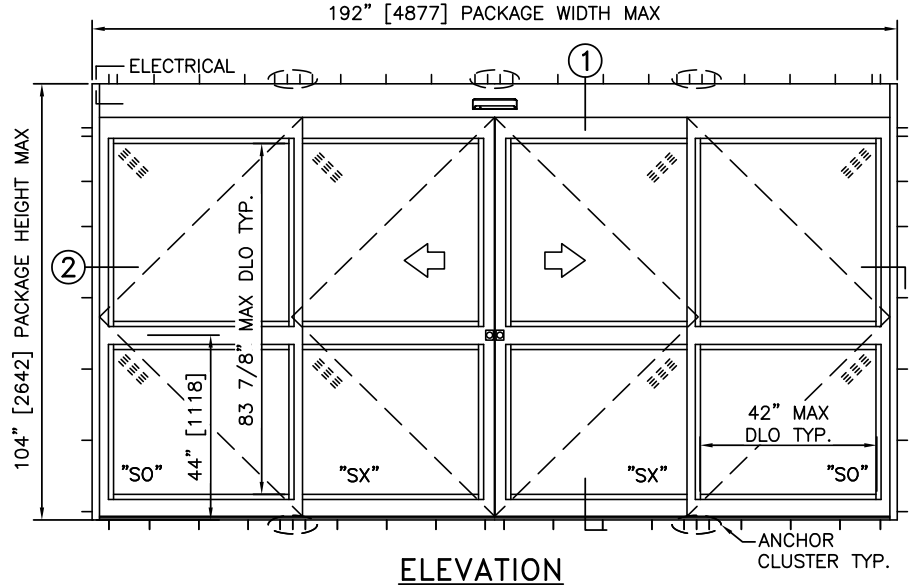 192” [4877] PACKAGE WIDTH MAX
ELECTRICAL
1
104” [2642] PACKAGE HEIGHT MAX
83 7/8” MAX DLO TYP.
2
44” [1118]
42” MAX
DLO TYP.
”SO”
”SX”
”SX”
”SO”
ANCHOR
CLUSTER TYP.
ELEVATION